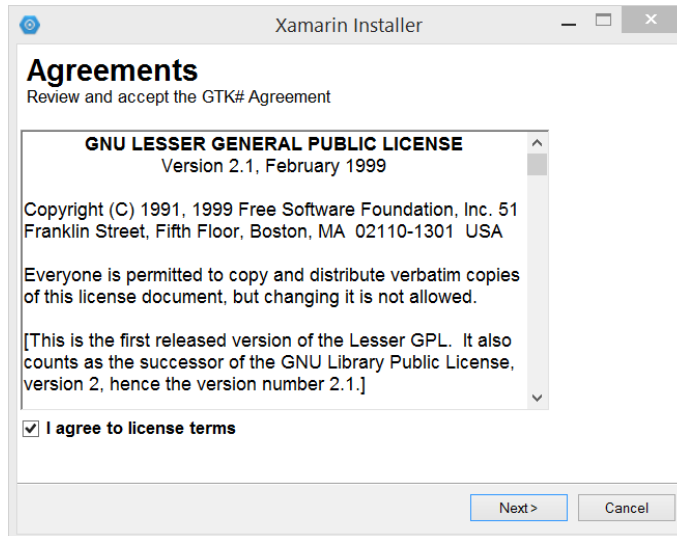 Xamarin Installer
Agreements
Review and accept the GTK# Agreement
GNU LESSER GENERAL PUBLIC LICENSE
Version 2.1, February 1999
Copyright (C) 1991, 1999 Free Software Foundation, Inc. 51
Franklin Street, Fifth Floor, Boston, MA  02110-1301  USA
Everyone is permitted to copy and distribute verbatim copies
of this license document, but changing it is not allowed.
[This is the first released version of the Lesser GPL.  It also
counts as the successor of the GNU Library Public License,
version 2, hence the version number 2.1.]
I agree to license terms
Next>
Cancel